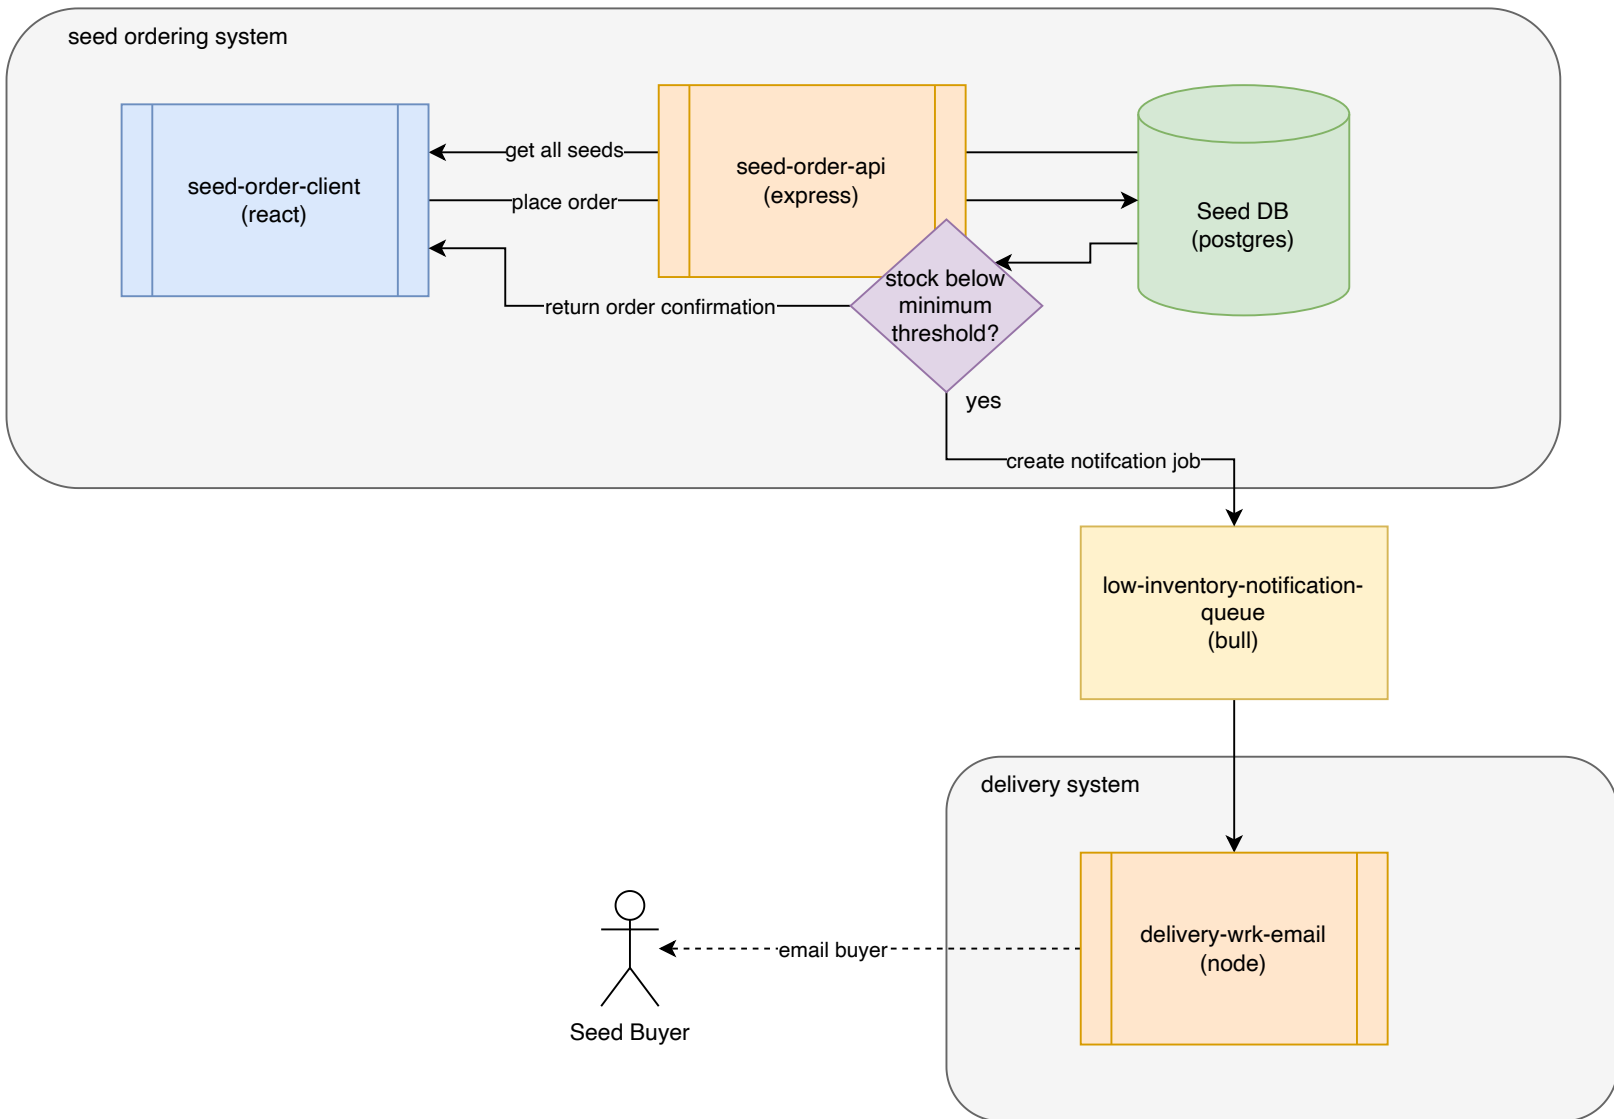 seed ordering system
seed-order-client
(react)
get all seeds
place order
return order confirmation
seed-order-api
(express)
stock below
minimum
threshold?
Seed DB
(postgres)
yes
create notifcation job
low-inventory-notification-
queue
(bull)
delivery system
delivery-wrk-email
(node)
email buyer
Seed Buyer